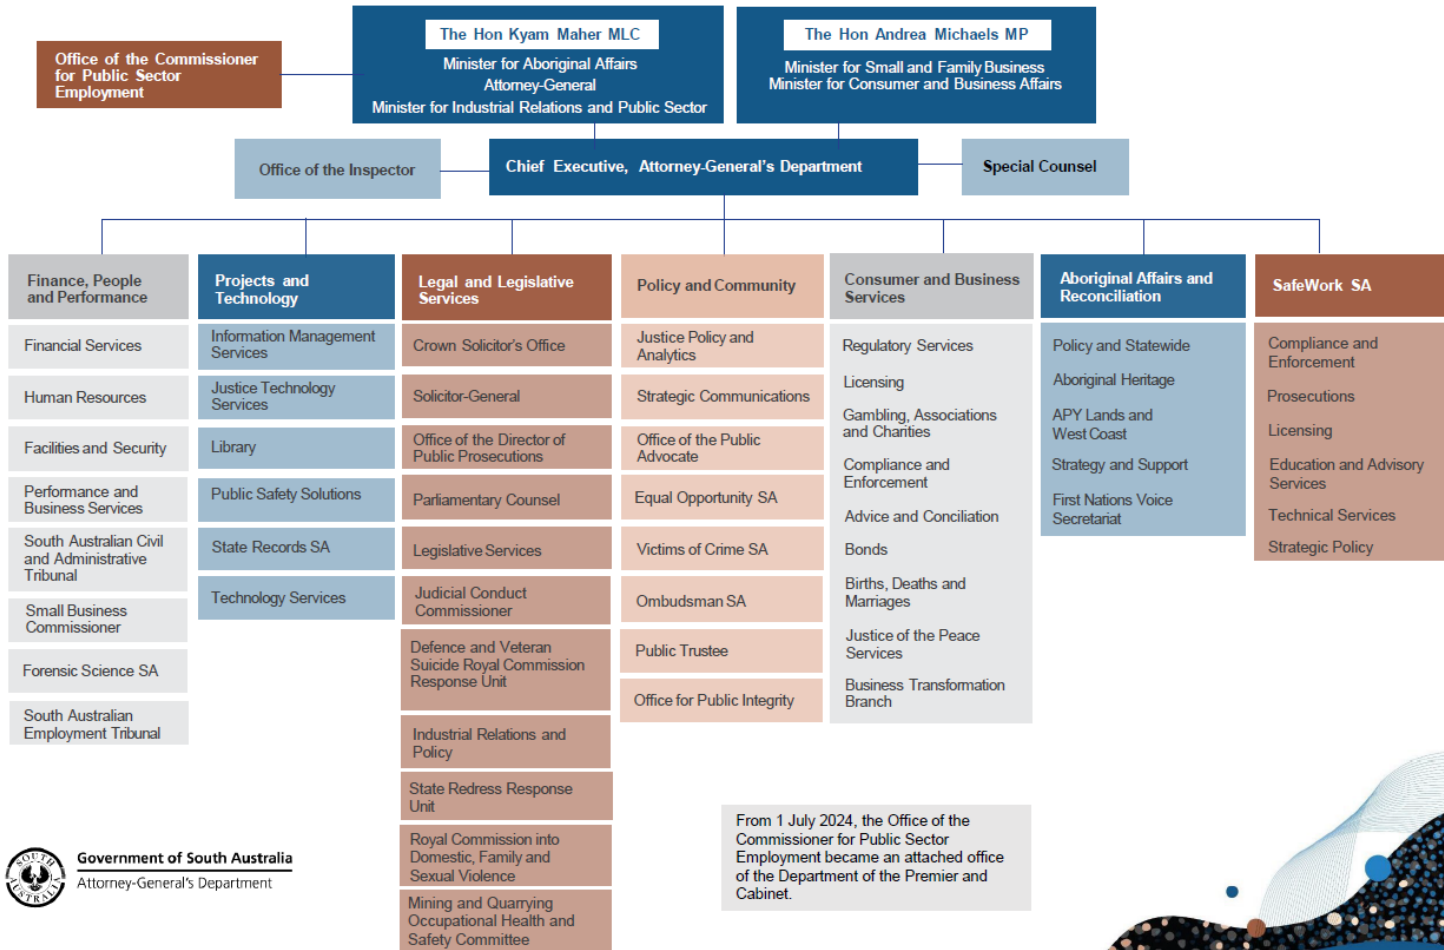 The Hon Kyam Maher MLC
Minister for Aboriginal Affairs
Attorney-General
Minister for Industrial Relations and Public Sector
The Hon Andrea Michaels MP
Minister for Small and Family Business
Minister for Consumer and Business Affairs
Office of the Commissioner
for Public Sector
Employment
Office of the Inspector
Chief Executive, Attorney-General's Department
Special Counsel
Finance, People
and Performance
Financial Services
Human Resources
Facilities and Security
Performance and
Business Services
South Australian Civil
and Administrative
Tribunal
Small Business
Commissioner
Forensic Science SA
South Australian
Employment Tribunal
Projects and
Technology
Information Management
Services
Justice Technology
Services
Library
Public Safety Solutions
State Records SA
Technology Services
Legal and Legislative
Services
Crown Solicitor's Office
Solicitor-General
Office of the Director of
Public Prosecutions
Parliamentary Counsel
Legislative Services
Judicial Conduct
Commissioner
Defence and Veteran
Suicide Royal Commission
Response Unit
Industrial Relations and
Policy
State Redress Response
Unit
Royal Commission into
Domestic, Family and
Sexual Violence
Mining and Quarrying
Occupational Health and
Safety Committee
Policy and Community
Justice Policy and
Analytics
Strategic Communications
Office of the Public
Advocate
Equal Opportunity SA
Victims of Crime SA
Ombudsman SA
Public Trustee
Office for Public Integrity
Consumer and Business
Services
Regulatory Services
Licensing
Gambling, Associations
and Charities
Compliance and
Enforcement
Advice and Conciliation
Bonds
Births, Deaths and
Marriages
Justice of the Peace
Services
Business Transformation
Branch
Aboriginal Affairs and
Reconciliation
Policy and Statewide
Aboriginal Heritage
APY Lands and
West Coast
Strategy and Support
First Nations Voice
Secretariat
SafeWork SA
Compliance and
Enforcement
Prosecutions
Licensing
Education and Advisory
Services
Technical Services
Strategic Policy
From 1 July 2024, the Office of the
Commissioner for Public Sector
Employment became an attached office
of the Department of the Premier and
Cabinet.
SOUTH
AUSTRALIA
Government of South Australia
Attorney-General's Department